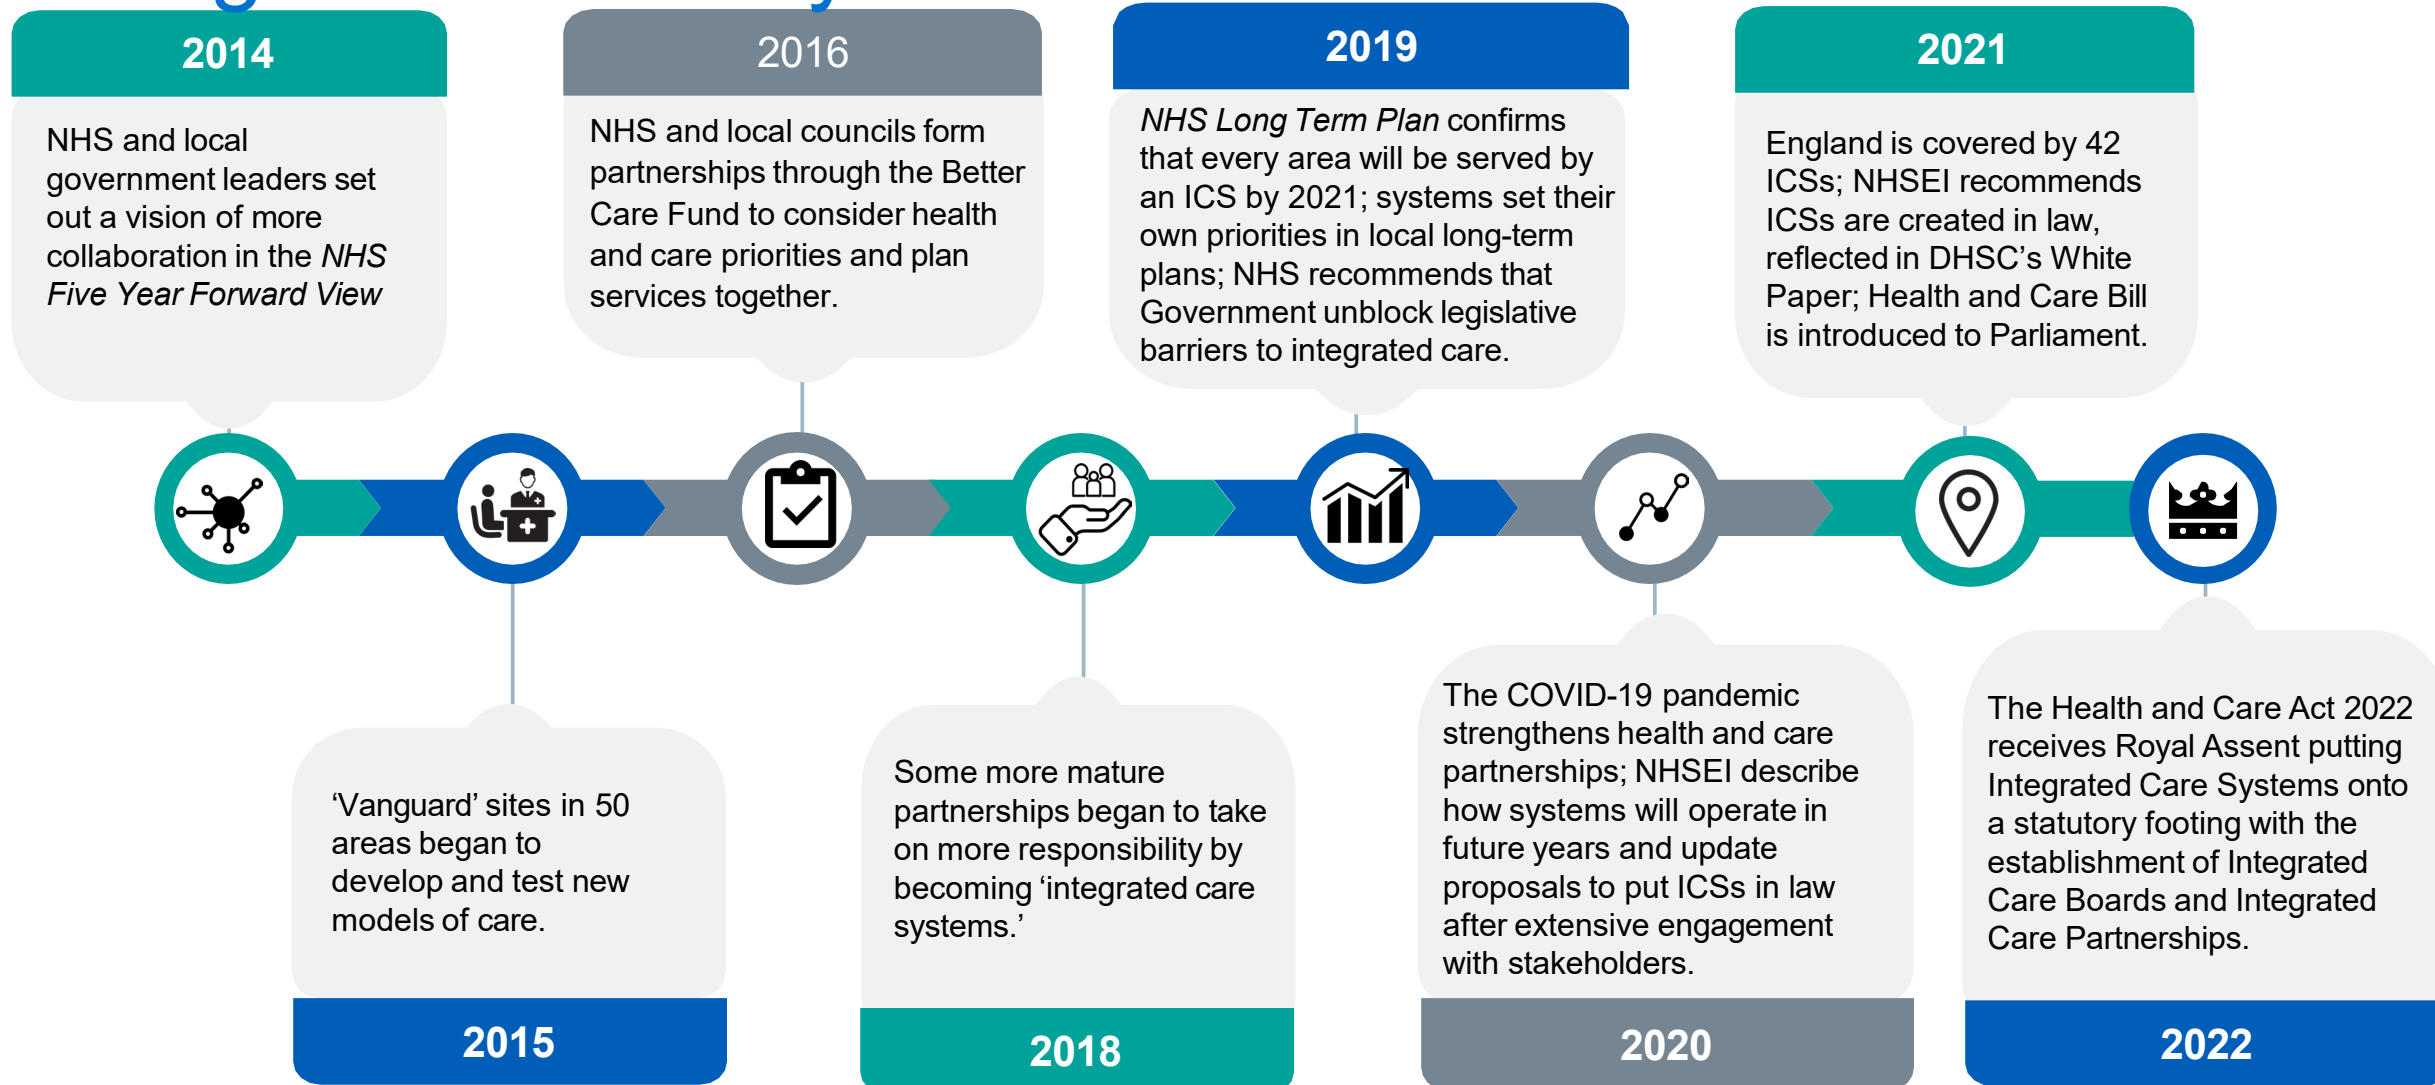 2014
NHS and local
government leaders set
out a vision of more
collaboration in the NHS
Five Year Forward View
2016
NHS and local councils form
partnerships through the Better
Care Fund to consider health
and care priorities and plan
services together.
2019
NHS Long Term Plan confirms
that every area will be served by
an ICS by 2021; systems set their
own priorities in local long-term
plans; NHS recommends that
Government unblock legislative
barriers to integrated care.
2021
England is covered by 42
ICSs; NHSEI recommends
ICSs are created in law,
reflected in DHSC’s White
Paper; Health and Care Bill
is introduced to Parliament.
‘Vanguard’ sites in 50
areas began to
develop and test new
models of care.
2015
Some more mature
partnerships began to take
on more responsibility by
becoming ‘integrated care
systems.’
2018
The COVID-19 pandemic
strengthens health and care
partnerships; NHSEI describe
how systems will operate in
future years and update
proposals to put ICSs in law
after extensive engagement
with stakeholders.
2020
The Health and Care Act 2022
receives Royal Assent putting
Integrated Care Systems onto
a statutory footing with the
establishment of Integrated
Care Boards and Integrated
Care Partnerships.
2022